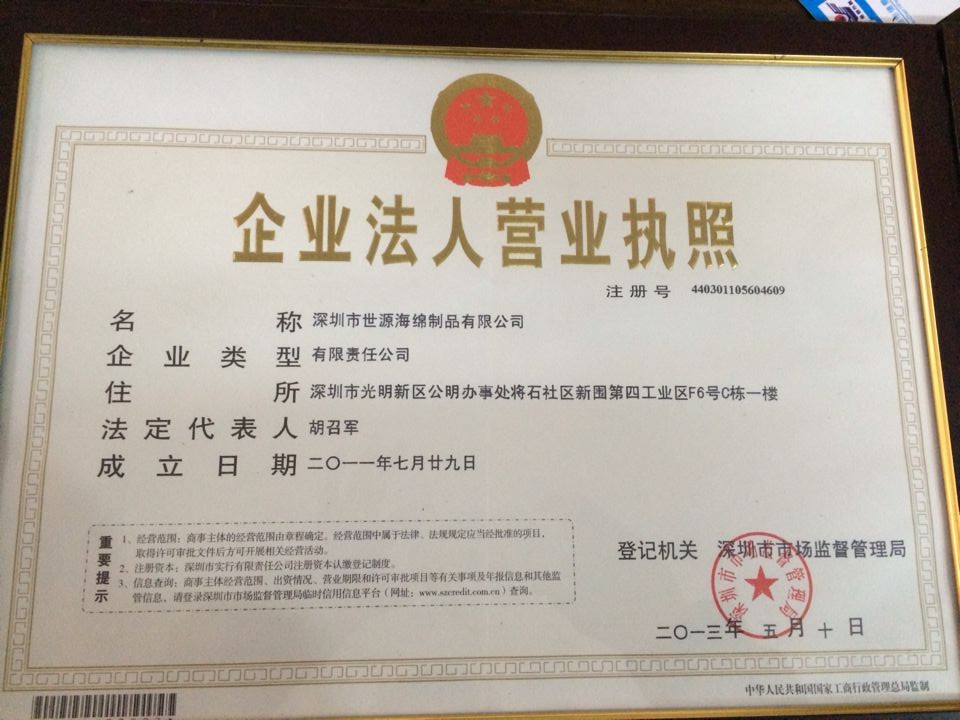 企业法人营业执照
注册号 440301105604609
名称 深圳市世源海绵制品有限公司
企业类型 有限责任公司
住所 深圳市光明新区公明办事处将石社区新围第四工业区F6号C栋一楼
法定代表人 胡召军
成立日期 二〇一一年七月廿九日
重要提示
1、经营范围：商事主体的经营范围由章程确定。经营范围中属于法律、法规规定应当经批准的项目，
取得许可审批文件后方可开展相关经营活动。
2、注册资本：深圳市实行有限责任公司注册资本认缴登记制度。
3、信息查询：商事主体经营范围、出资情况、营业期限和许可审批项目等有关事项及年报信息和其他监
管信息，请登录深圳市市场监督管理局临时信用信息平台（网址：www.szcredit.com.cn）查询。
登记机关 深圳市市场监督管理局
二〇一三年五月十日
中华人民共和国国家工商行政管理总局监制